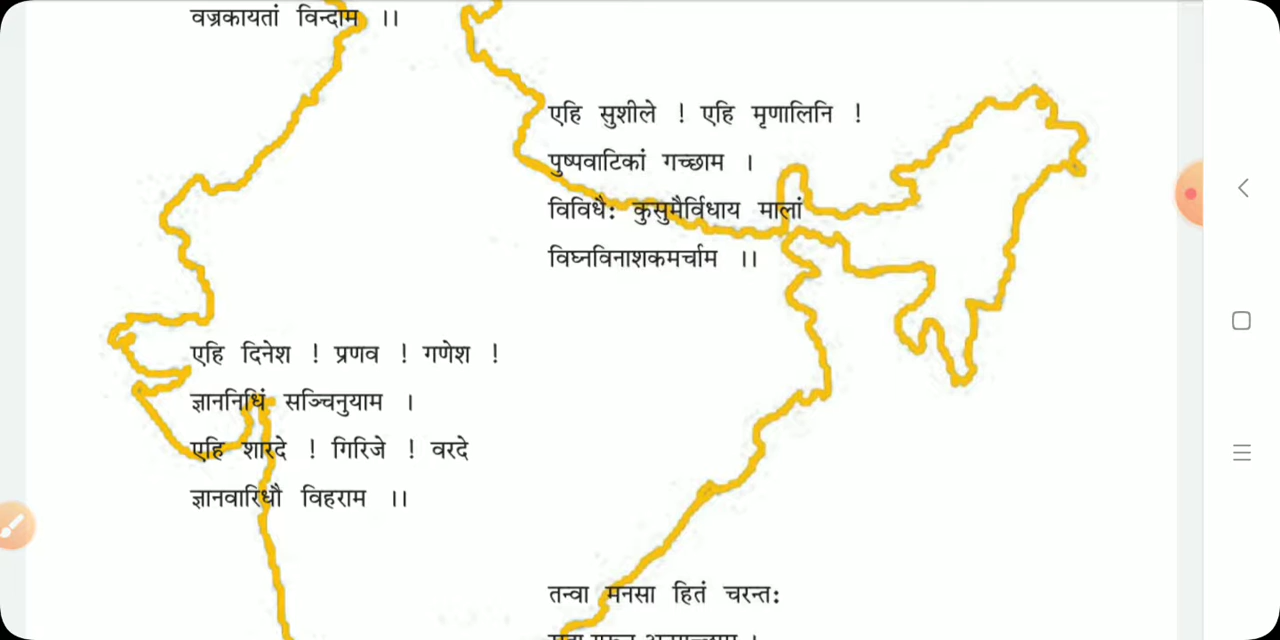 वज्रकायतां विन्दाम ।।
एहि सुशीले ! एहि मृणालिनि !
पुष्पवाटिकां गच्छाम ।
विविधैः कुसुमैर्विधाय मालां
विघ्नविनाशकमर्चाम ।।
एहि दिनेश ! प्रणव ! गणेश !
ज्ञाननिधिं सञ्चिनुयाम ।
एहि शारदे ! गिरिजे ! वरदे
ज्ञानवारिधौ विहराम ।।
तन्वा मनसा हितं चरन्तः